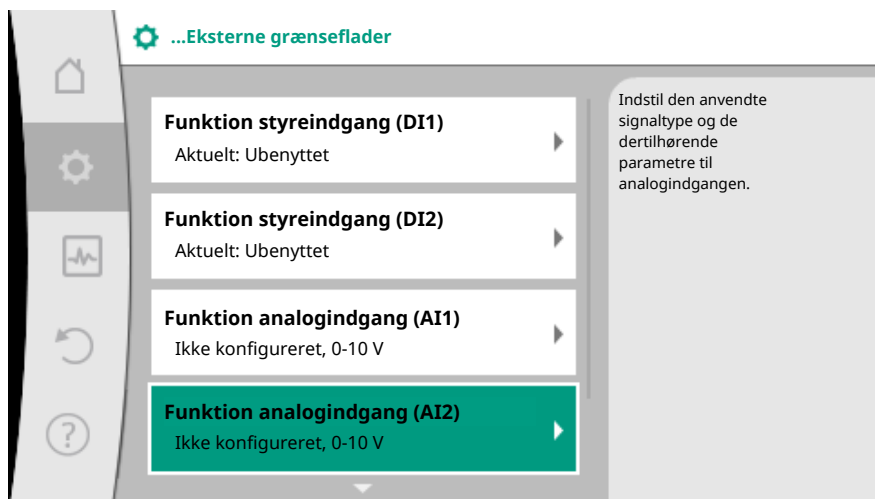 ...Eksterne grænseflader
Funktion styreindgang (DI1)
Aktuelt: Ubenyttet
Funktion styreindgang (DI2)
Aktuelt: Ubenyttet
Funktion analogindgang (AI1)
Ikke konfigureret, 0-10 V
Funktion analogindgang (AI2)
Ikke konfigureret, 0-10 V
Indstil den anvendte
signaltype og de
dertilhørende
parametre til
analogindgangen.